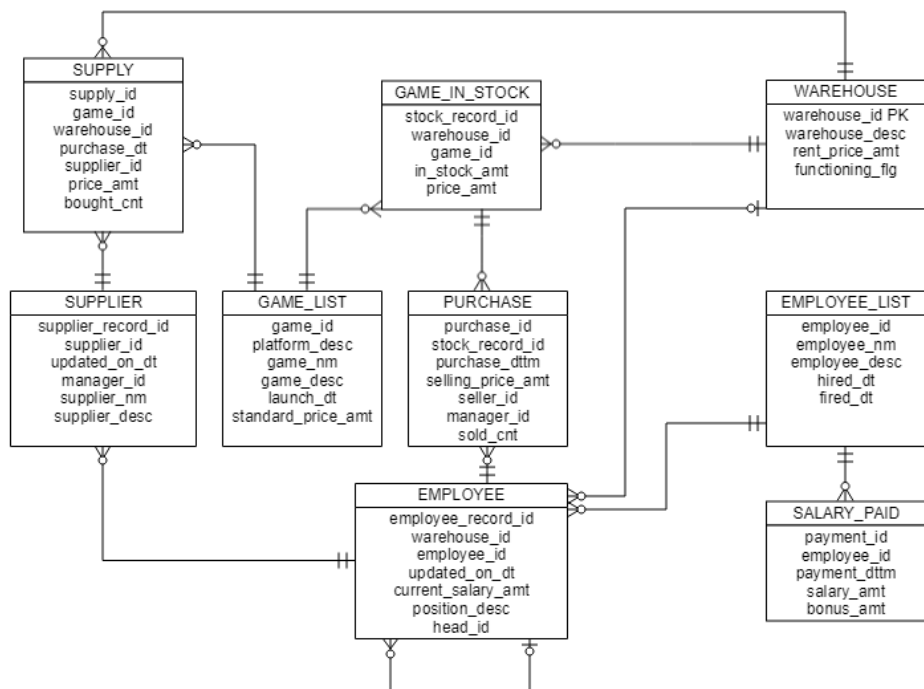 SUPPLY
supply_id
game_id
warehouse_id
purchase_dt
supplier_id
price_amt
bought_cnt
GAME_IN_STOCK
stock_record_id
warehouse_id
game_id
in_stock_amt
price_amt
WAREHOUSE
warehouse_id PK
warehouse_desc
rent_price_amt
functioning_flg
SUPPLIER
supplier_record_id
supplier_id
updated_on_dt
manager_id
supplier_nm
supplier_desc
GAME_LIST
game_id
platform_desc
game_nm
game_desc
launch_dt
standard_price_amt
PURCHASE
purchase_id
stock_record_id
purchase_dttm
selling_price_amt
seller_id
manager_id
sold_cnt
EMPLOYEE_LIST
employee_id
employee_nm
employee_desc
hired_dt
fired_dt
EMPLOYEE
employee_record_id
warehouse_id
employee_id
updated_on_dt
current_salary_amt
position_desc
head_id
SALARY_PAID
payment_id
employee_id
payment_dttm
salary_amt
bonus_amt